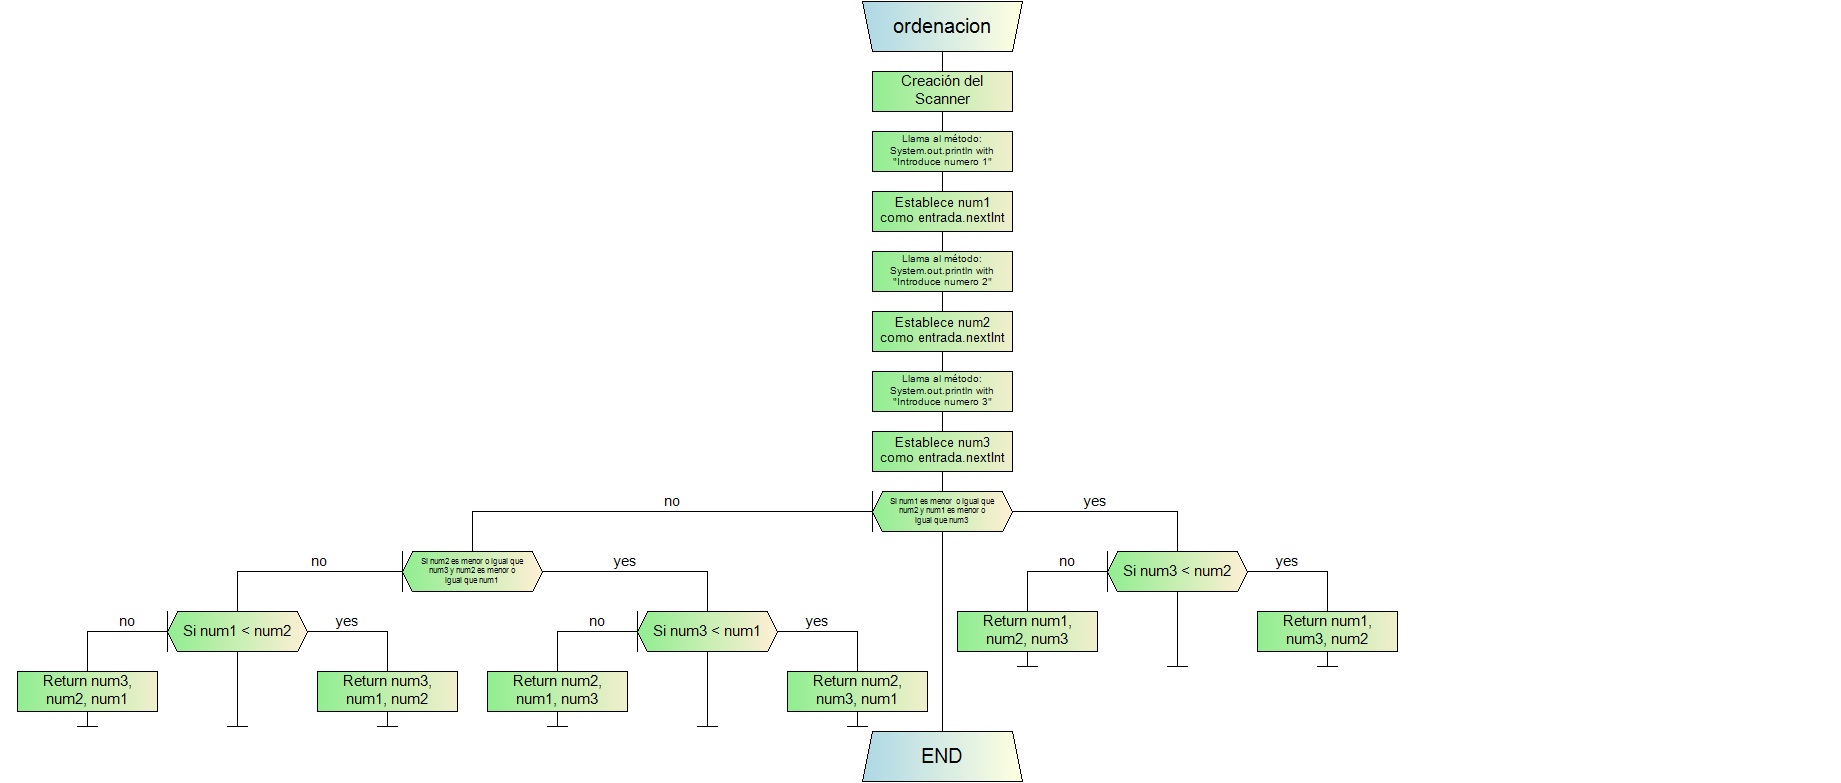 ordenacion
Creación del
Scanner
Llama al método:
System.out.println with
"Introduce numero 1"
Establece num1
como entrada.nextInt
Llama al método:
System.out.println with
"Introduce numero 2"
Establece num2
como entrada.nextInt
Llama al método:
System.out.println with
"Introduce numero 3"
Establece num3
como entrada.nextInt
no
Si num1 es menor o igual que
num2 y num1 es menor o
igual que num3
yes
no
Si num2 es menor o igual que
num3 y num2 es menor o
igual que num1
yes
no
Si num3 < num2
yes
no
Si num1 < num2
yes
no
Si num3 < num1
yes
Return num1,
num2, num3
Return num1,
num3, num2
Return num3,
num2, num1
Return num3,
num1, num2
Return num2,
num1, num3
Return num2,
num3, num1
END